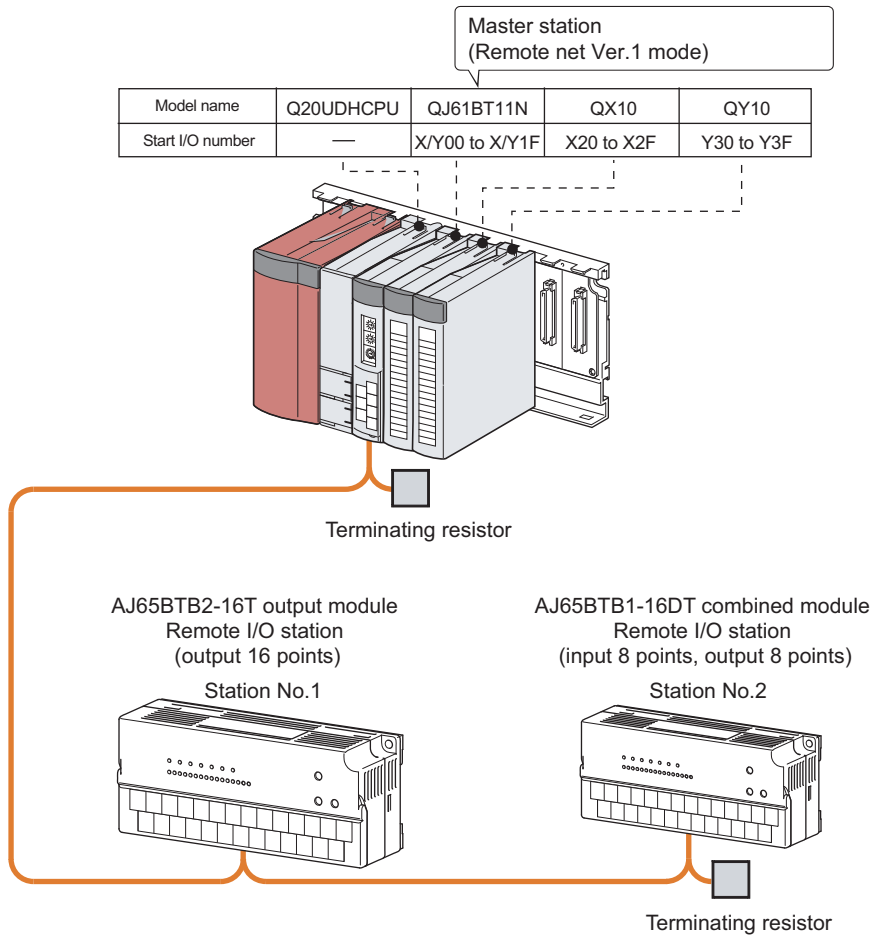 Master station
(Remote net Ver.1 mode)
Model name Q20UDHCPU QJ61BT11N QX10 QY10
Start I/O number — X/Y00 to X/Y1F X20 to X2F Y30 to Y3F
Terminating resistor
AJ65BTB2-16T output module
Remote I/O station
(output 16 points)
Station No.1
AJ65BTB1-16DT combined module
Remote I/O station
(input 8 points, output 8 points)
Station No.2
Terminating resistor